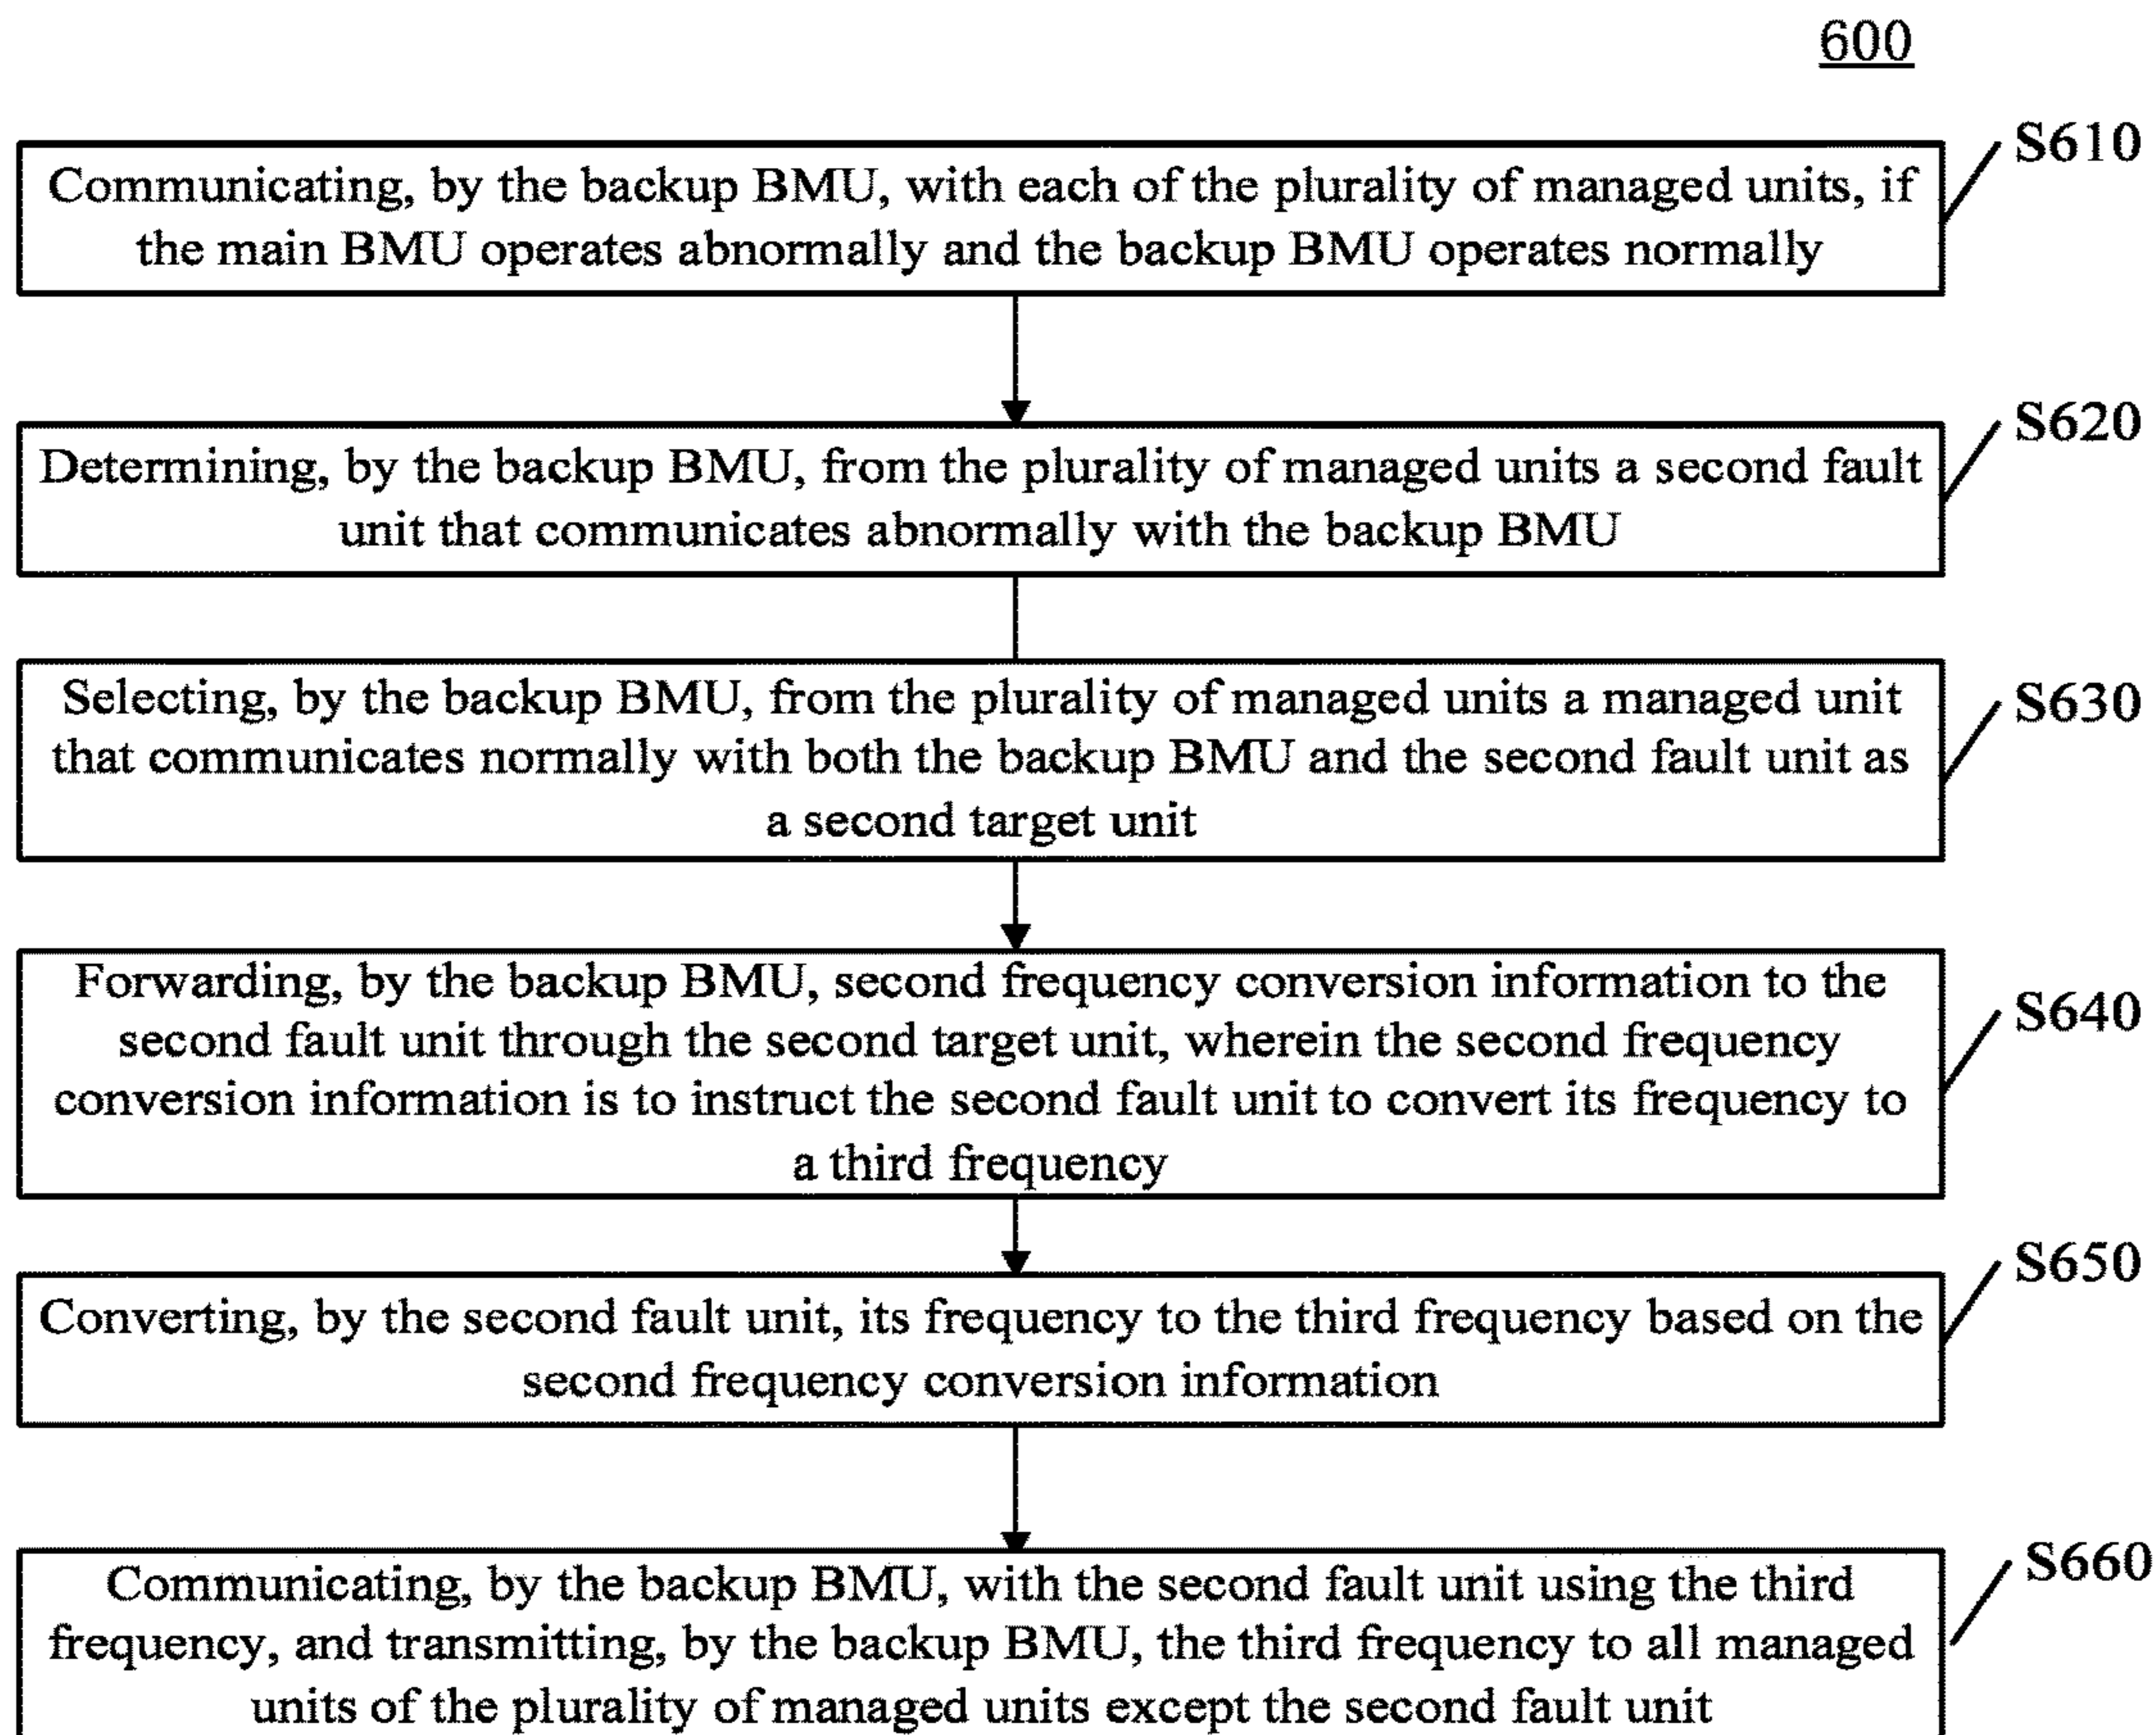 600
S610
Communicating, by the backup BMU, with each of the plurality of managed units, if
the main BMU operates abnormally and the backup BMU operates normally
S620
Determining, by the backup BMU, from the plurality of managed units a second fault
unit that communicates abnormally with the backup BMU
S630
Selecting, by the backup BMU, from the plurality of managed units a managed unit
that communicates normally with both the backup BMU and the second fault unit as
a second target unit
S640
Forwarding, by the backup BMU, second frequency conversion information to the
second fault unit through the second target unit, wherein the second frequency
conversion information is to instruct the second fault unit to convert its frequency to
a third frequency
S650
Converting, by the second fault unit, its frequency to the third frequency based on the
second frequency conversion information
S660
Communicating, by the backup BMU, with the second fault unit using the third
frequency, and transmitting, by the backup BMU, the third frequency to all managed
units of the plurality of managed units except the second fault unit